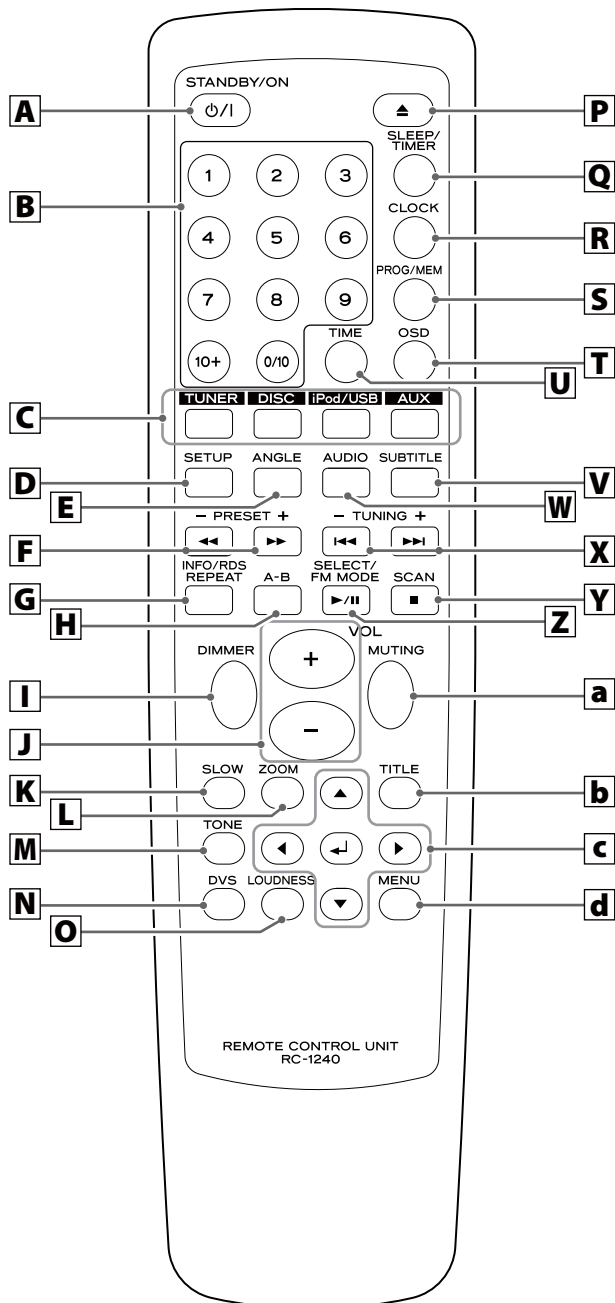 STANDBY/ON
A
⏻/I
⏏
P
SLEEP/
TIMER
Q
B
1 2 3
CLOCK
R
4 5 6
PROG/MEM
S
7 8 9
TIME
OSD
T
10+ 0/10
U
C
TUNER DISC iPod/USB AUX
SETUP ANGLE AUDIO SUBTITLE
D
E
V
W
− PRESET + − TUNING +
F
◀◀ ▶▶ I◀◀ ▶▶I
X
INFO/RDS
REPEAT
A-B
SELECT/
FM MODE
SCAN
G
H
▶/II
■
Y
Z
VOL
DIMMER
+
MUTING
I
a
J
−
SLOW ZOOM
▲
TITLE
K
L
b
TONE
M
◀ ↵ ▶
c
DVS LOUDNESS
▼
MENU
N
O
d
REMOTE CONTROL UNIT
RC-1240